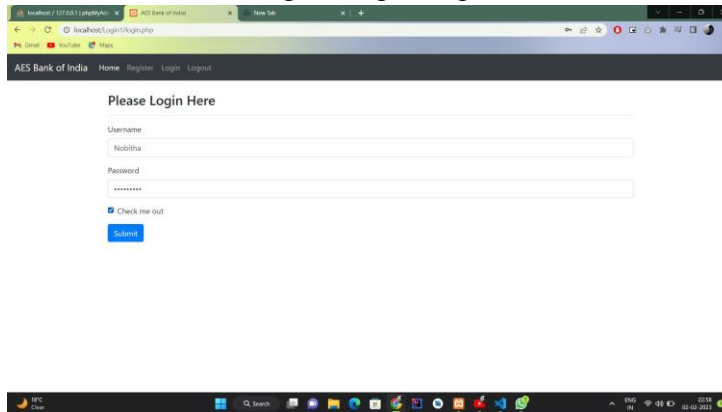 localhost / 127.0.0.1 | phpMyAd
AES Bank of India
New Tab
localhost/Login1/login.php
Gmail YouTube Maps
AES Bank of India Home Register Login Logout
Please Login Here
Username
Nobitha
Password
•••••••••
Check me out
Submit
18°C
Clear
Search
ENG
IN
22:58
02-02-2023